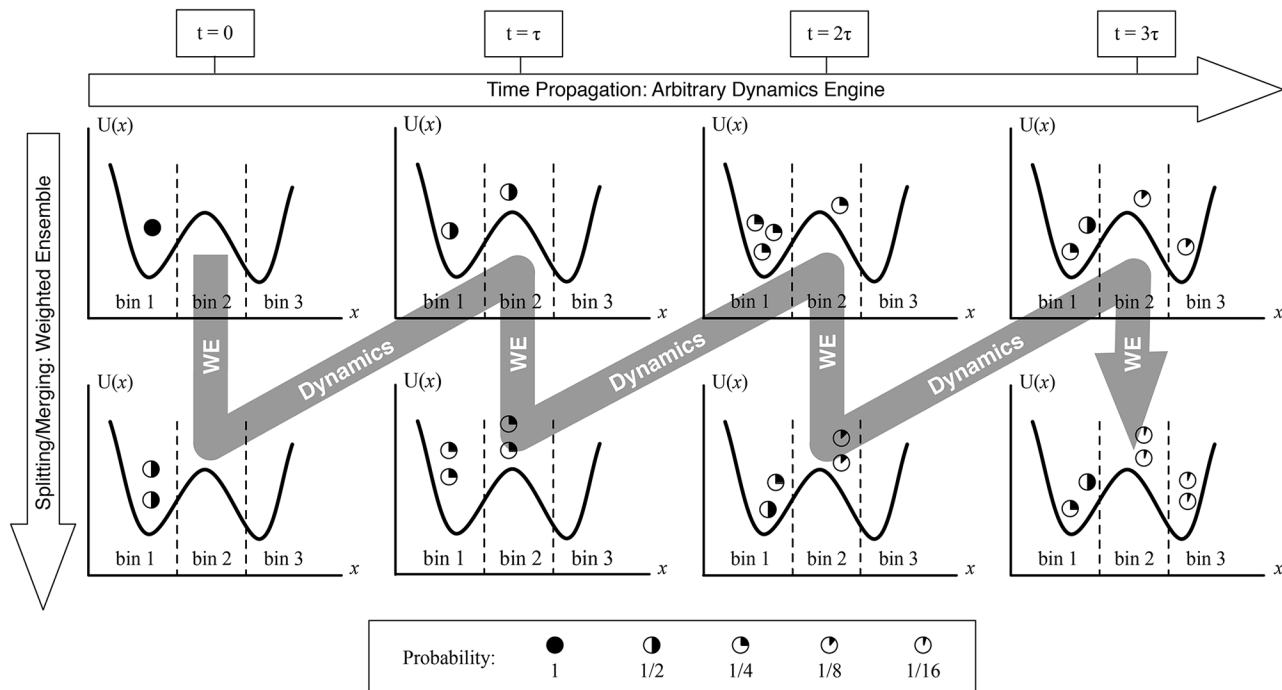 t = 0
t = τ
t = 2τ
t = 3τ
Time Propagation: Arbitrary Dynamics Engine
Splitting/Merging: Weighted Ensemble
U(x)
U(x)
U(x)
U(x)
bin 1 bin 2 bin 3
bin 1 bin 2 bin 3
bin 1 bin 2 bin 3
bin 1 bin 2 bin 3
x
x
x
x
WE
Dynamics
WE
Dynamics
WE
Dynamics
WE
U(x)
U(x)
U(x)
U(x)
bin 1 bin 2 bin 3
bin 1 bin 2 bin 3
bin 1 bin 2 bin 3
bin 1 bin 2 bin 3
x
x
x
x
Probability:
1 1/2 1/4 1/8 1/16